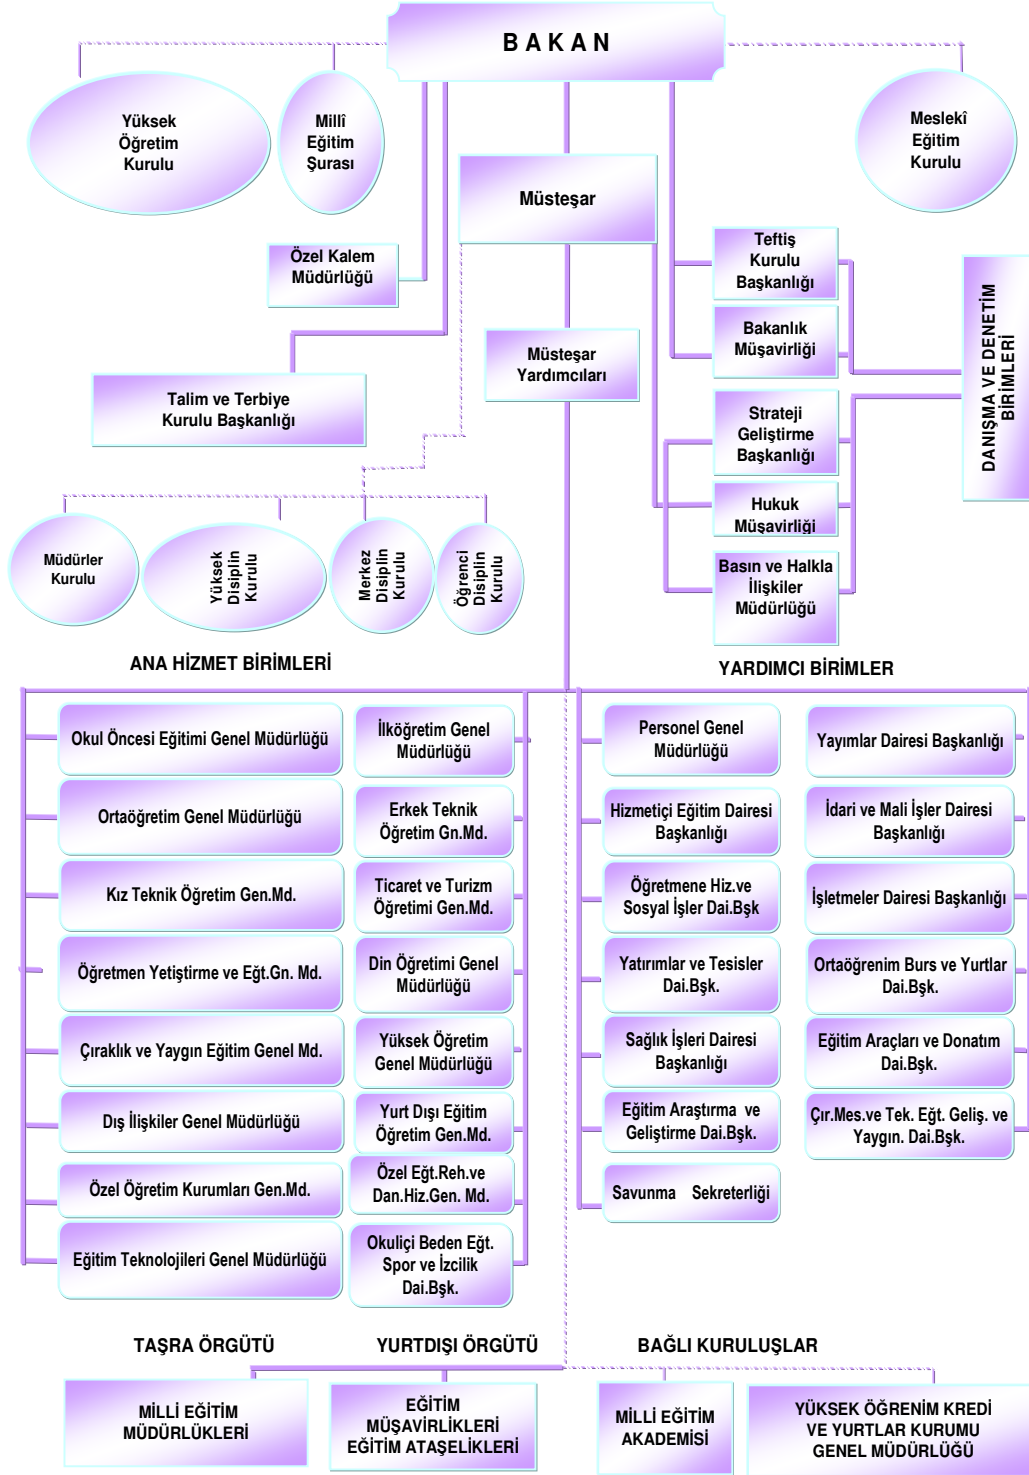 B A K A N
Yüksek
Öğretim
Kurulu
Millî
Eğitim
Şurası
Meslekî
Eğitim
Kurulu
Müsteşar
Özel Kalem
Müdürlüğü
Teftiş
Kurulu
Başkanlığı
Bakanlık
Müşavirliği
DANIŞMA VE DENETİM
BİRİMLERİ
Müsteşar
Yardımcıları
Talim ve Terbiye
Kurulu Başkanlığı
Strateji
Geliştirme
Başkanlığı
Hukuk
Müşavirliği
Basın ve Halkla
İlişkiler
Müdürlüğü
Müdürler
Kurulu
Yüksek
Disiplin
Kurulu
Merkez
Disiplin
Kurulu
Öğrenci
Disiplin
Kurulu
ANA HİZMET BİRİMLERİ
YARDIMCI BİRİMLER
Okul Öncesi Eğitimi Genel Müdürlüğü
İlköğretim Genel
Müdürlüğü
Personel Genel
Müdürlüğü
Yayımlar Dairesi Başkanlığı
Ortaöğretim Genel Müdürlüğü
Erkek Teknik
Öğretim Gn.Md.
Hizmetiçi Eğitim Dairesi
Başkanlığı
İdari ve Mali İşler Dairesi
Başkanlığı
Kız Teknik Öğretim Gen.Md.
Ticaret ve Turizm
Öğretimi Gen.Md.
Öğretmene Hiz.ve
Sosyal İşler Dai.Bşk
İşletmeler Dairesi Başkanlığı
Öğretmen Yetiştirme ve Eğt.Gn. Md.
Din Öğretimi Genel
Müdürlüğü
Yatırımlar ve Tesisler
Dai.Bşk.
Ortaöğrenim Burs ve Yurtlar
Dai.Bşk.
Çıraklık ve Yaygın Eğitim Genel Md.
Yüksek Öğretim
Genel Müdürlüğü
Sağlık İşleri Dairesi
Başkanlığı
Eğitim Araçları ve Donatım
Dai.Bşk.
Dış İlişkiler Genel Müdürlüğü
Yurt Dışı Eğitim
Öğretim Gen.Md.
Eğitim Araştırma ve
Geliştirme Dai.Bşk.
Çır.Mes.ve Tek. Eğt. Geliş. ve
Yaygın. Dai.Bşk.
Özel Öğretim Kurumları Gen.Md.
Özel Eğt.Reh.ve
Dan.Hiz.Gen. Md.
Savunma Sekreterliği
Eğitim Teknolojileri Genel Müdürlüğü
Okuliçi Beden Eğt.
Spor ve İzcilik
Dai.Bşk.
TAŞRA ÖRGÜTÜ
YURTDIŞI ÖRGÜTÜ
BAĞLI KURULUŞLAR
MİLLİ EĞİTİM
MÜDÜRLÜKLERİ
EĞİTİM
MÜŞAVİRLİKLERİ
EĞİTİM ATAŞELİKLERİ
MİLLİ EĞİTİM
AKADEMİSİ
YÜKSEK ÖĞRENİM KREDİ
VE YURTLAR KURUMU
GENEL MÜDÜRLÜĞÜ